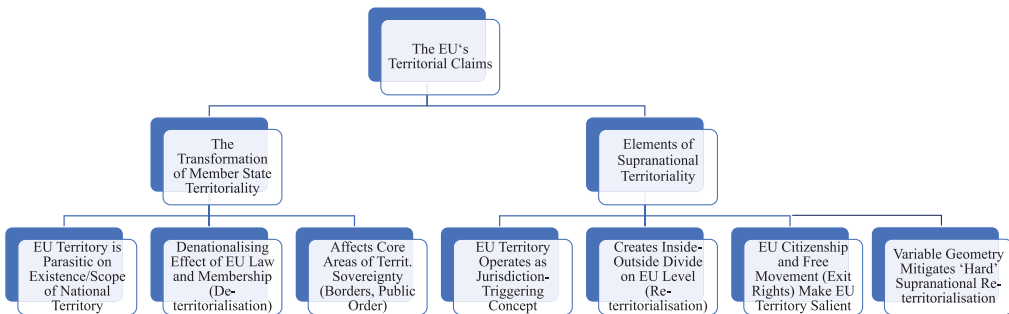 The EU‘s
Territorial Claims
The
Transformation
of Member State
Territoriality
Elements of
Supranational
Territoriality
EU Territory is
Parasitic on
Existence/Scope
of National
Territory
Denationalising
Effect of EU Law
and Membership
(De-
territorialisation)
Affects Core
Areas of Territ.
Sovereignty
(Borders, Public
Order)
EU Territory
Operates as
Jurisdiction-
Triggering
Concept
Creates Inside-
Outside Divide
on EU Level
(Re-
territorialisation)
EU Citizenship
and Free
Movement (Exit
Rights) Make EU
Territory Salient
Variable Geometry
Mitigates ‘Hard’
Supranational Re-
territorialisation